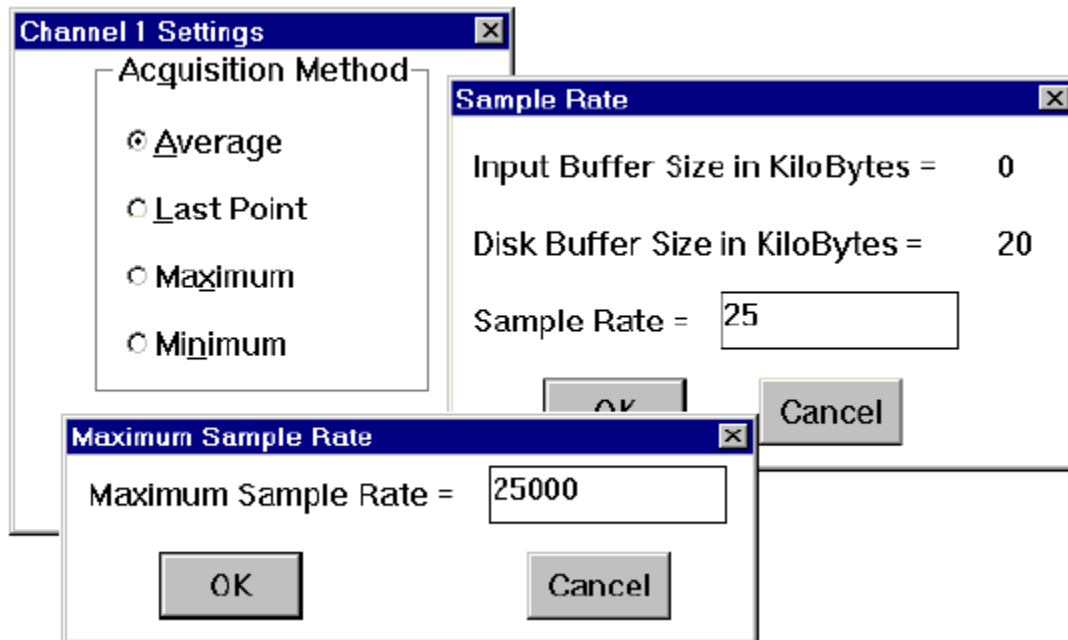 Channel 1 Settings
Acquisition Method
Average
Last Point
Maximum
Minimum
Sample Rate
Input Buffer Size in KiloBytes = 0
Disk Buffer Size in KiloBytes = 20
Sample Rate = 25
OK
Cancel
Maximum Sample Rate
Maximum Sample Rate = 25000
OK
Cancel